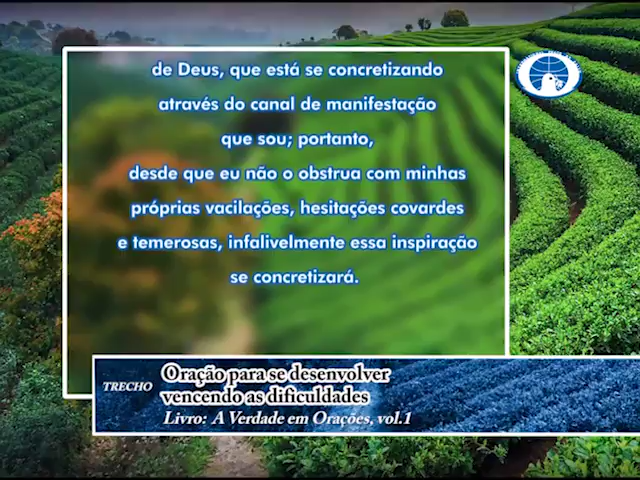 de Deus, que está se concretizando
através do canal de manifestação
que sou; portanto,
desde que eu não o obstrua com minhas
próprias vacilações, hesitações covardes
e temerosas, infalivelmente essa inspiração
se concretizará.
TRECHO
Oração para se desenvolver
vencendo as dificuldades
Livro: A Verdade em Orações, vol.1